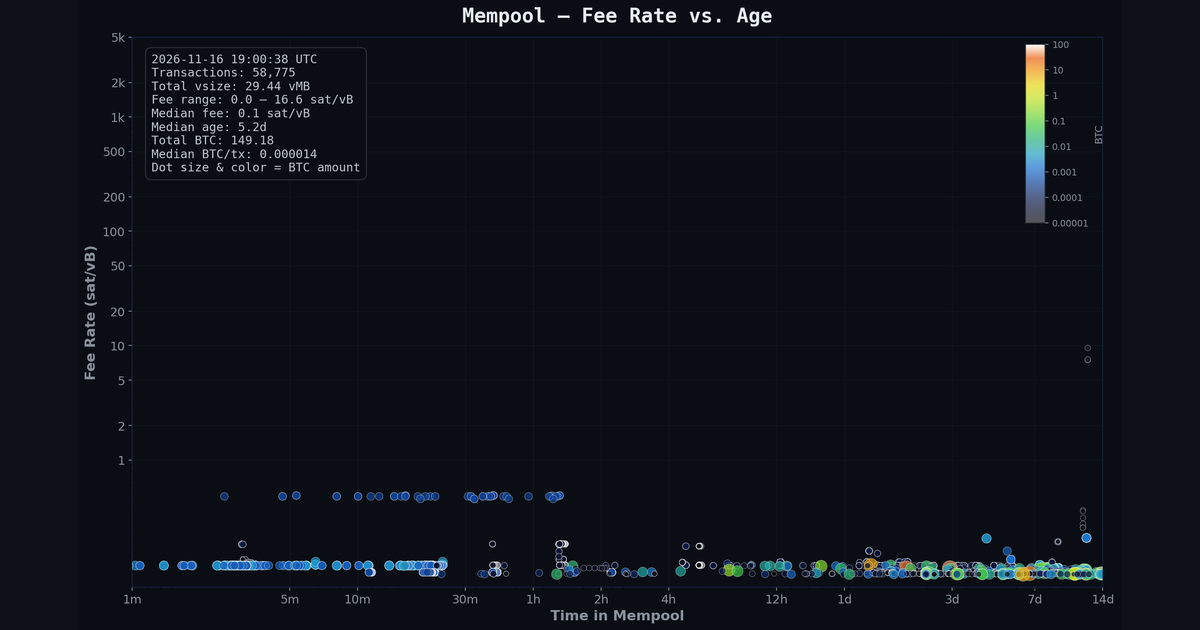 Mempool — Fee Rate vs. Age
2026-11-16 19:00:38 UTC
Transactions: 58,775
Total vsize: 29.44 vMB
Fee range: 0.0 – 16.6 sat/vB
Median fee: 0.1 sat/vB
Median age: 5.2d
Total BTC: 149.18
Median BTC/tx: 0.000014
Dot size & color = BTC amount
100
10
1
0.1
0.01
0.001
0.0001
0.00001
BTC
Fee Rate (sat/vB)
5k
2k
1k
500
200
100
50
20
10
5
2
1
1m 5m 10m 30m 1h 2h 4h 12h 1d 3d 7d 14d
Time in Mempool